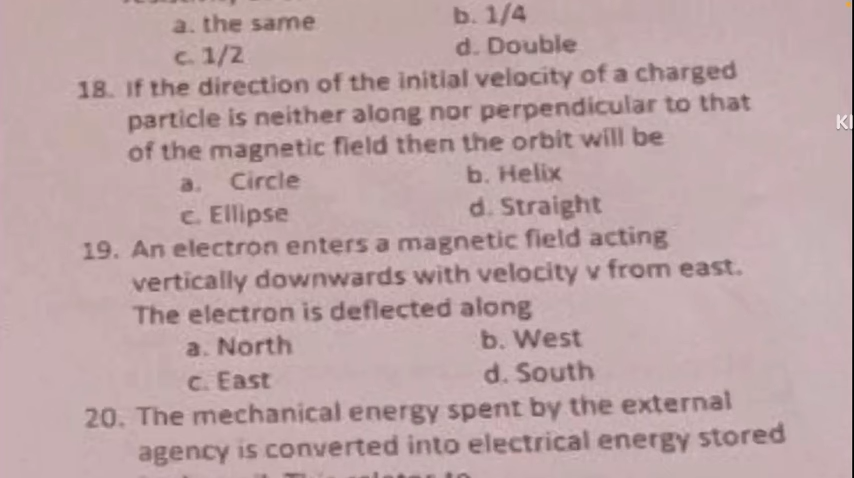 a. the same b. 1/4
c. 1/2 d. Double
18. If the direction of the initial velocity of a charged
particle is neither along nor perpendicular to that
of the magnetic field then the orbit will be
a. Circle b. Helix
c. Ellipse d. Straight
19. An electron enters a magnetic field acting
vertically downwards with velocity v from east.
The electron is deflected along
a. North b. West
c. East d. South
20. The mechanical energy spent by the external
agency is converted into electrical energy stored